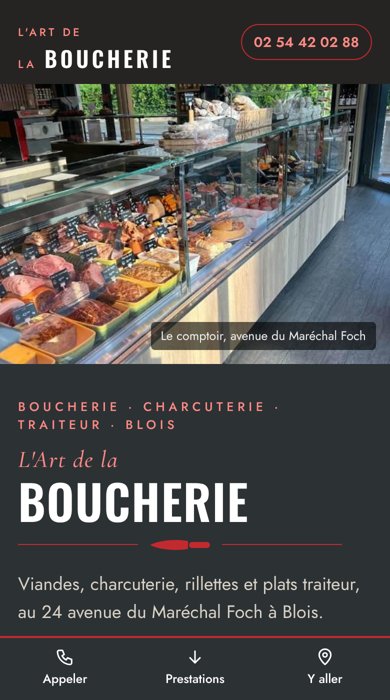 L'ART DE
LA BOUCHERIE
02 54 42 02 88
Le comptoir, avenue du Maréchal Foch
BOUCHERIE · CHARCUTERIE ·
TRAITEUR · BLOIS
L'Art de la
BOUCHERIE
Viandes, charcuterie, rillettes et plats traiteur,
au 24 avenue du Maréchal Foch à Blois.
Appeler
Prestations
Y aller